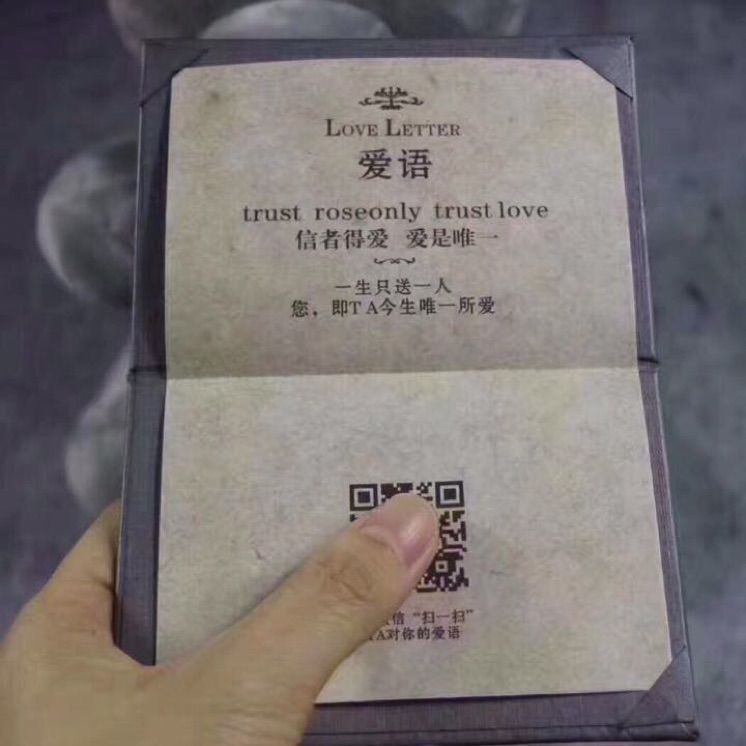 LOVE LETTER
爱语
trust roseonly trust love
信者得爱 爱是唯一
一生只送一人
您，即TA今生唯一所爱
信“扫一扫”
TA对你的爱语